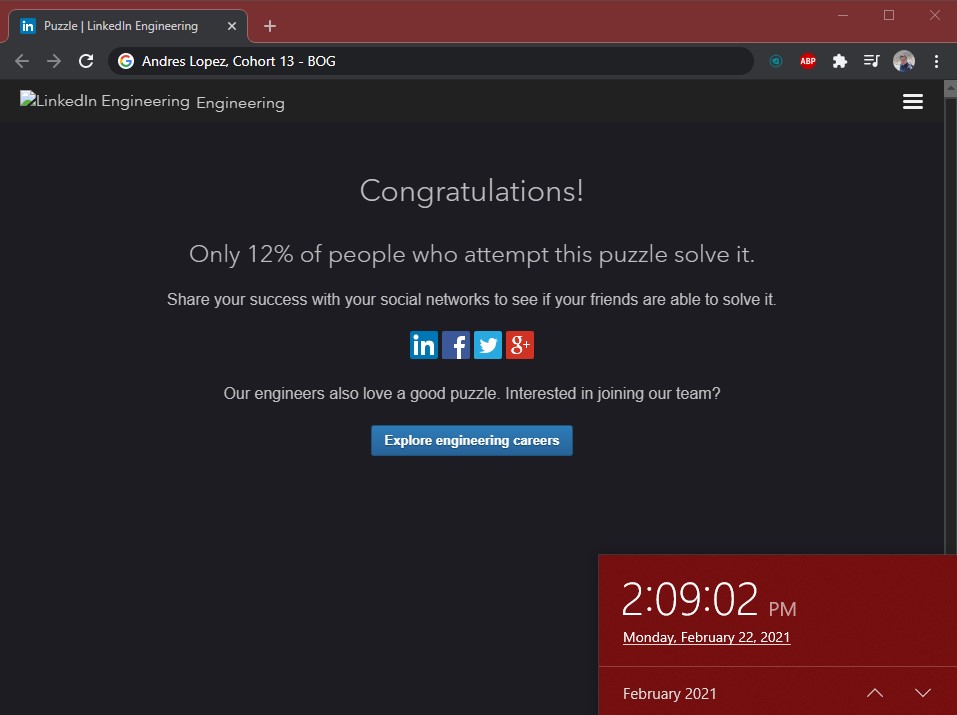 in Puzzle | LinkedIn Engineering
Andres Lopez, Cohort 13 - BOG
ABP
LinkedIn Engineering Engineering
Congratulations!
Only 12% of people who attempt this puzzle solve it.
Share your success with your social networks to see if your friends are able to solve it.
in f g+
Our engineers also love a good puzzle. Interested in joining our team?
Explore engineering careers
2:09:02 PM
Monday, February 22, 2021
February 2021